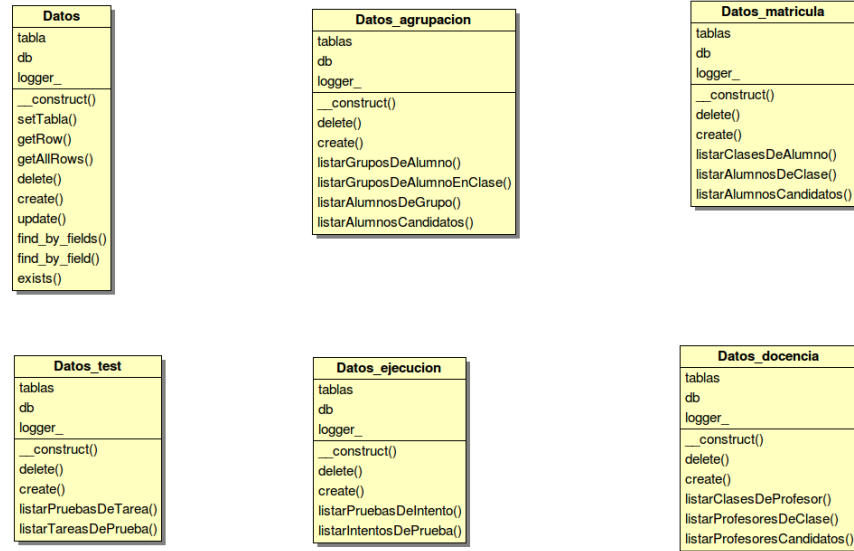 Datos
tabla
db
logger_
__construct()
setTabla()
getRow()
getAllRows()
delete()
create()
update()
find_by_fields()
find_by_field()
exists()
Datos_agrupacion
tablas
db
logger_
__construct()
delete()
create()
listarGruposDeAlumno()
listarGruposDeAlumnoEnClase()
listarAlumnosDeGrupo()
listarAlumnosCandidatos()
Datos_matricula
tablas
db
logger_
__construct()
delete()
create()
listarClasesDeAlumno()
listarAlumnosDeClase()
listarAlumnosCandidatos()
Datos_test
tablas
db
logger_
__construct()
delete()
create()
listarPruebasDeTarea()
listarTareasDePrueba()
Datos_ejecucion
tablas
db
logger_
__construct()
delete()
create()
listarPruebasDeIntento()
listarIntentosDePrueba()
Datos_docencia
tablas
db
logger_
__construct()
delete()
create()
listarClasesDeProfesor()
listarProfesoresDeClase()
listarProfesoresCandidatos()